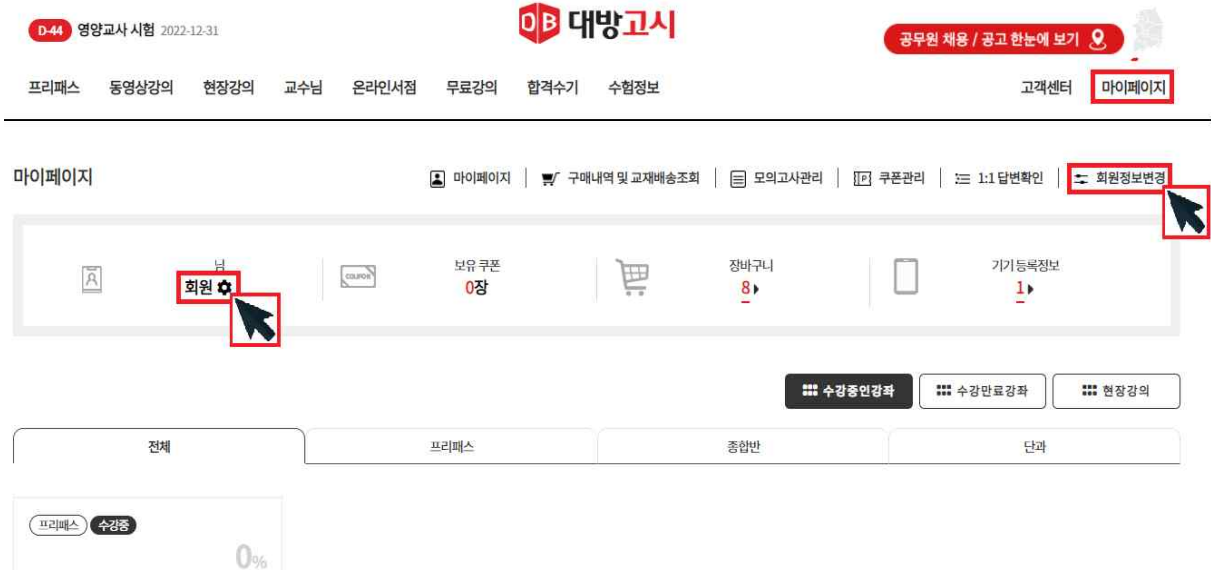 D-44 영양교사 시험 2022-12-31
DB 대방고시
공무원 채용 / 공고 한눈에 보기
프리패스 동영상강의 현장강의 교수님 온라인서점 무료강의 합격수기 수험정보 고객센터 마이페이지
마이페이지
마이페이지 구매내역 및 교재배송조회 모의고사관리 쿠폰관리 1:1 답변확인 회원정보변경
님
회원
COUPON
보유 쿠폰
0장
장바구니
8
기기등록정보
1
수강중인강좌 수강만료강좌 현장강의
전체 프리패스 종합반 단과
프리패스 수강중
0%